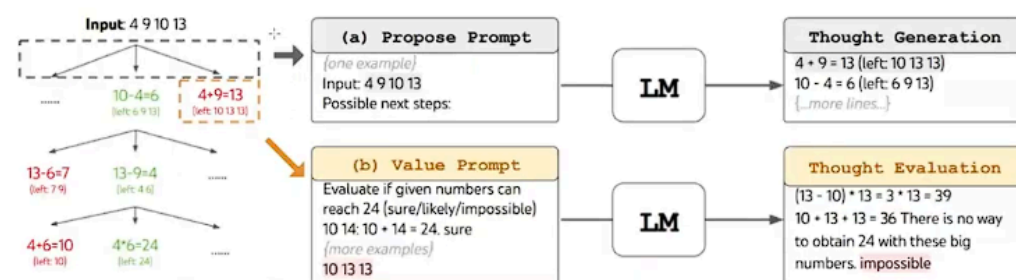 Input: 4 9 10 13
......
10-4=6
(left: 6 9 13)
4+9=13
(left: 10 13 13)
13-6=7
(left: 7 9)
13-9=4
(left: 4 6)
......
4+6=10
(left: 10)
4*6=24
(left: 24)
......
(a) Propose Prompt
{one example}
Input: 4 9 10 13
Possible next steps:
LM
Thought Generation
4 + 9 = 13 (left: 10 13 13)
10 - 4 = 6 (left: 6 9 13)
{...more lines...}
(b) Value Prompt
Evaluate if given numbers can
reach 24 (sure/likely/impossible)
10 14: 10 + 14 = 24. sure
{more examples}
10 13 13
LM
Thought Evaluation
(13 - 10) * 13 = 3 * 13 = 39
10 + 13 + 13 = 36 There is no way
to obtain 24 with these big
numbers. impossible